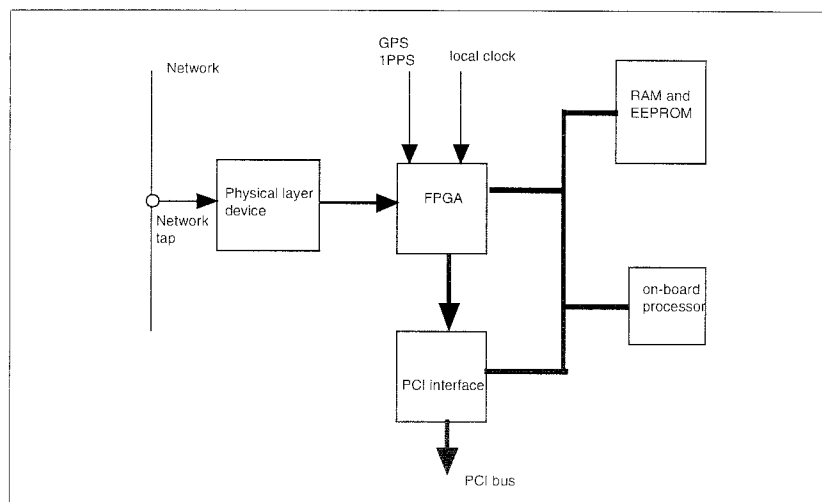 GPS
1PPS
local clock
Network
RAM and
EEPROM
Physical layer
device
FPGA
Network
tap
on-board
processor
PCI interface
PCI bus